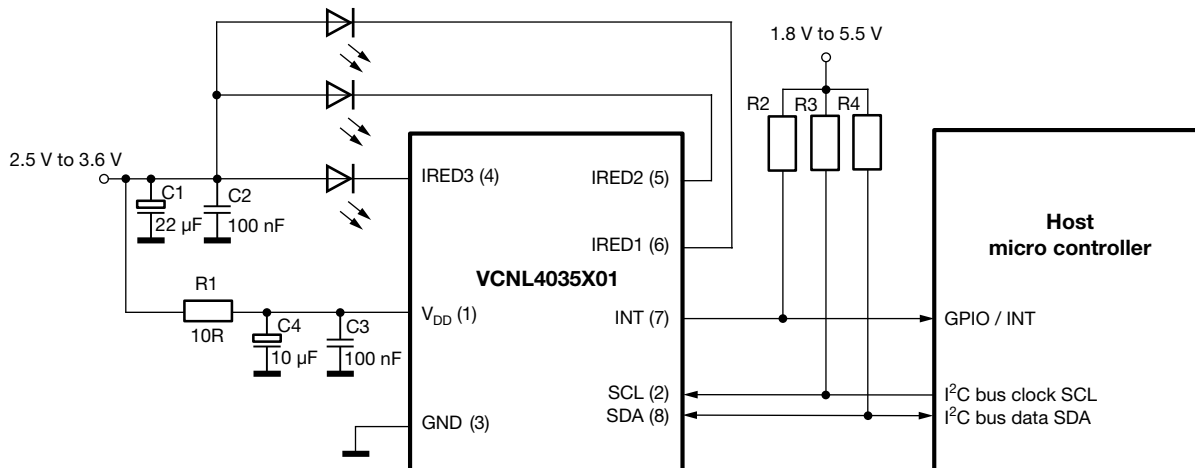 1.8 V to 5.5 V
R2
R3
R4
2.5 V to 3.6 V
C1
22 µF
C2
100 nF
IRED3 (4)
IRED2 (5)
IRED1 (6)
Host
micro controller
VCNL4035X01
R1
10R
C4
10 µF
C3
100 nF
V_DD (1)
INT (7)
GPIO / INT
SCL (2)
I²C bus clock SCL
GND (3)
SDA (8)
I²C bus data SDA